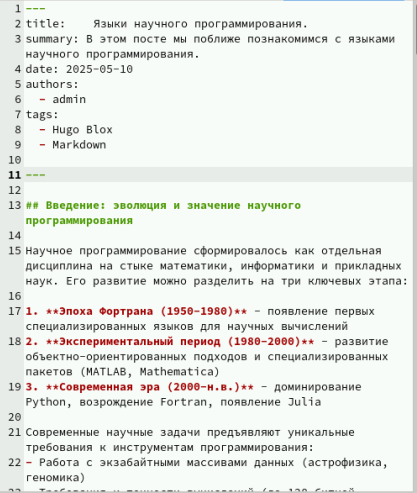 1 ---
2 title:    Языки научного программирования.
3 summary: В этом посте мы поближе познакомимся с языками
научного программирования.
4 date: 2025-05-10
5 authors:
6   - admin
7 tags:
8   - Hugo Blox
9   - Markdown
10
11 ---
12
13 ## Введение: эволюция и значение научного
программирования
14
15 Научное программирование сформировалось как отдельная
дисциплина на стыке математики, информатики и прикладных
наук. Его развитие можно разделить на три ключевых этапа:
16
17 1. **Эпоха Фортрана (1950-1980)** - появление первых
специализированных языков для научных вычислений
18 2. **Экспериментальный период (1980-2000)** - развитие
объектно-ориентированных подходов и специализированных
пакетов (MATLAB, Mathematica)
19 3. **Современная эра (2000-н.в.)** - доминирование
Python, возрождение Fortran, появление Julia
20
21 Современные научные задачи предъявляют уникальные
требования к инструментам программирования:
22 - Работа с экзабайтными массивами данных (астрофизика,
геномика)